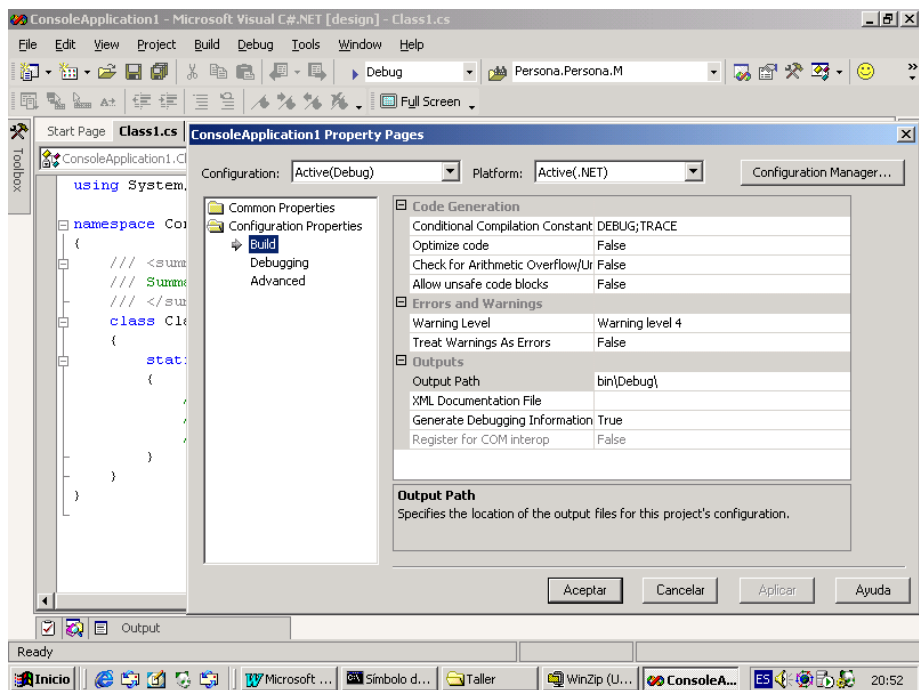 ConsoleApplication1 - Microsoft Visual C#.NET [design] - Class1.cs
File Edit View Project Build Debug Tools Window Help
Debug Persona.Persona.M
Full Screen
Toolbox
Start Page Class1.cs
ConsoleApplication1.Cl
using System
namespace Con
{
/// <summ
/// Summa
/// </sum
class Cla
{
stat
{
/
/
/
}
}
}
ConsoleApplication1 Property Pages
Configuration: Active(Debug) Platform: Active(.NET) Configuration Manager...
Common Properties
Configuration Properties
Build
Debugging
Advanced
Code Generation
Conditional Compilation Constant DEBUG;TRACE
Optimize code False
Check for Arithmetic Overflow/Ur False
Allow unsafe code blocks False
Errors and Warnings
Warning Level Warning level 4
Treat Warnings As Errors False
Outputs
Output Path bin\Debug\
XML Documentation File
Generate Debugging Information True
Register for COM interop False
Output Path
Specifies the location of the output files for this project's configuration.
Aceptar Cancelar Aplicar Ayuda
Output
Ready
Inicio Microsoft ... Símbolo d... Taller WinZip (U... ConsoleA... ES 20:52